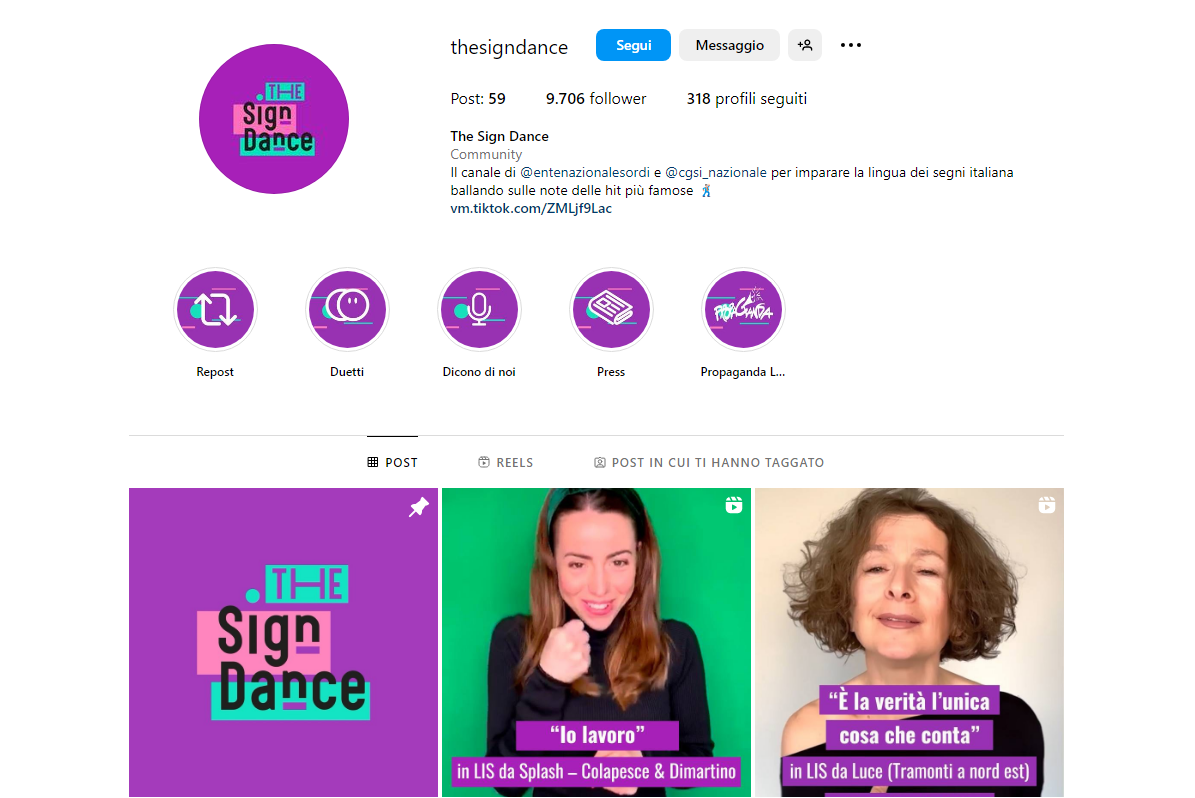 THE
Sign
Dance
thesigndance
Segui
Messaggio
Post: 59
9.706 follower
318 profili seguiti
The Sign Dance
Community
Il canale di @entenazionalesordi e @cgsi_nazionale per imparare la lingua dei segni italiana
ballando sulle note delle hit più famose
vm.tiktok.com/ZMLjf9Lac
PROPAGANDA
Repost
Duetti
Dicono di noi
Press
Propaganda L...
POST
REELS
POST IN CUI TI HANNO TAGGATO
THE
Sign
Dance
“Io lavoro”
in LIS da Splash – Colapesce & Dimartino
“È la verità l’unica
cosa che conta”
in LIS da Luce (Tramonti a nord est)